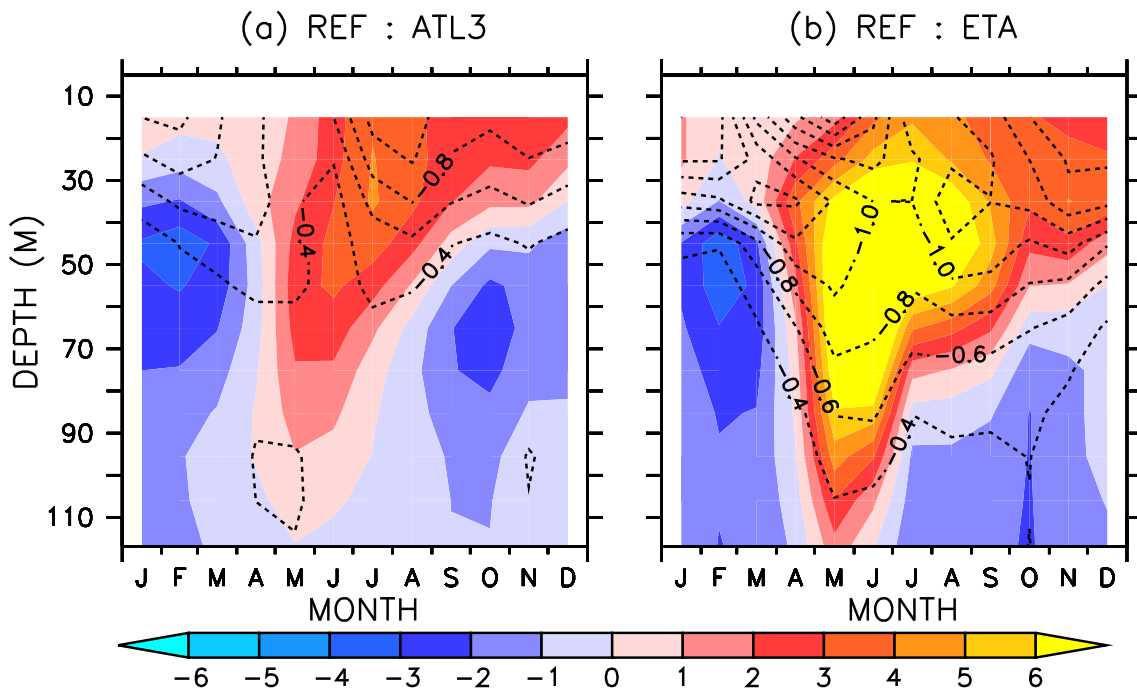 (a) REF : ATL3
(b) REF : ETA
10
30
50
70
90
110
DEPTH (M)
-0.8
-0.4
-0.4
-1.0
-1.0
-0.8
-0.8
-0.6
-0.6
-0.4
-0.4
J F M A M J J A S O N D
J F M A M J J A S O N D
MONTH
MONTH
-6 -5 -4 -3 -2 -1 0 1 2 3 4 5 6